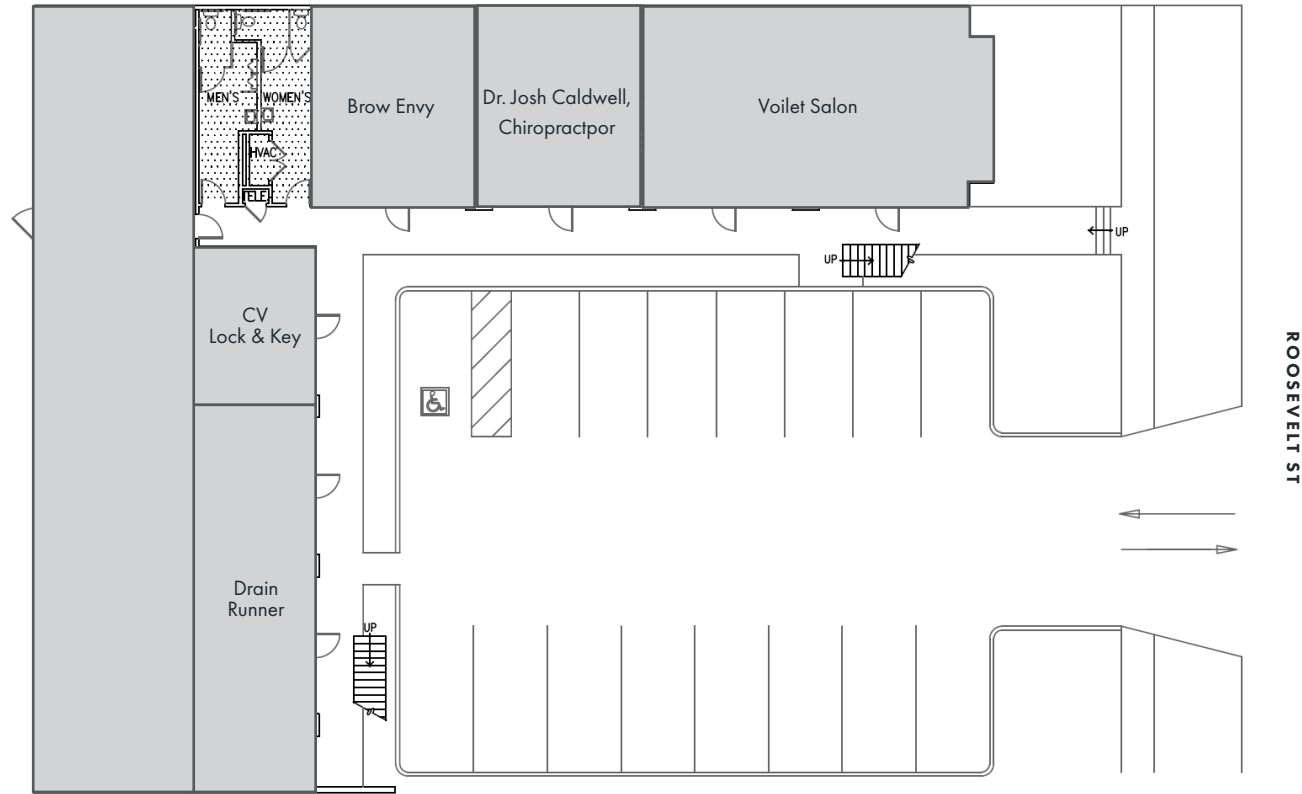 Brow Envy
Dr. Josh Caldwell,
Chiropractpor
Voilet Salon
MEN'S
WOMEN'S
HVAC
TELE
UP
UP
CV
Lock & Key
ROOSEVELT ST
Drain
Runner
UP